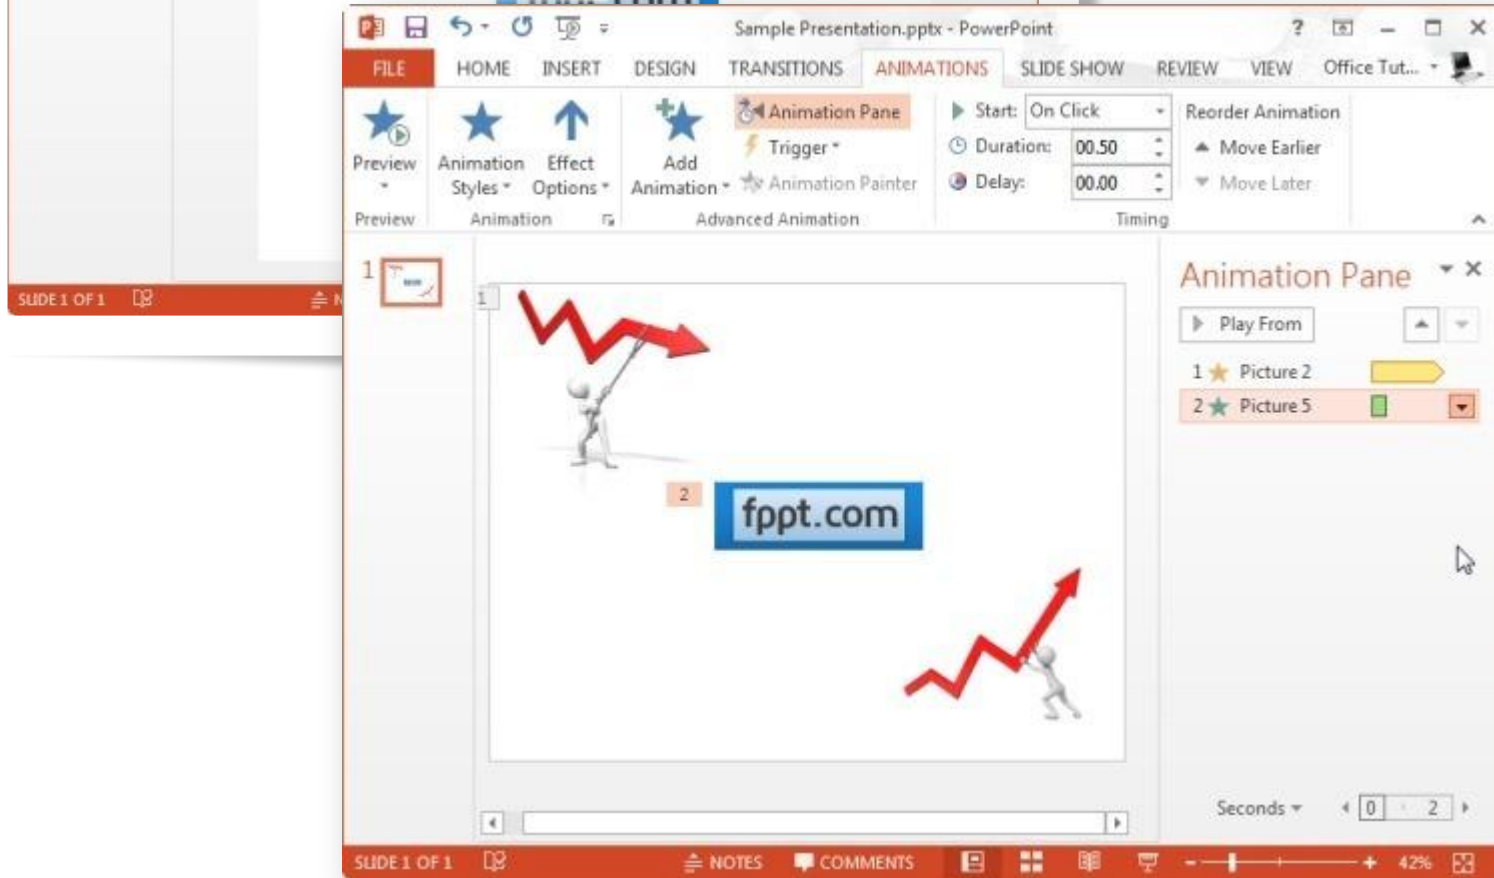 Sample Presentation.pptx - PowerPoint
?
FILE HOME INSERT DESIGN TRANSITIONS ANIMATIONS SLIDE SHOW REVIEW VIEW Office Tut...
Animation Pane Start: On Click Reorder Animation
Trigger Duration: 00.50 Move Earlier
Preview Animation Styles Effect Options Add Animation Animation Painter Delay: 00.00 Move Later
Preview Animation Advanced Animation Timing
1
Animation Pane
1
Play From
1 Picture 2
2 Picture 5
2
fppt.com
Seconds 0 2
SLIDE 1 OF 1
SLIDE 1 OF 1 NOTES COMMENTS 42%